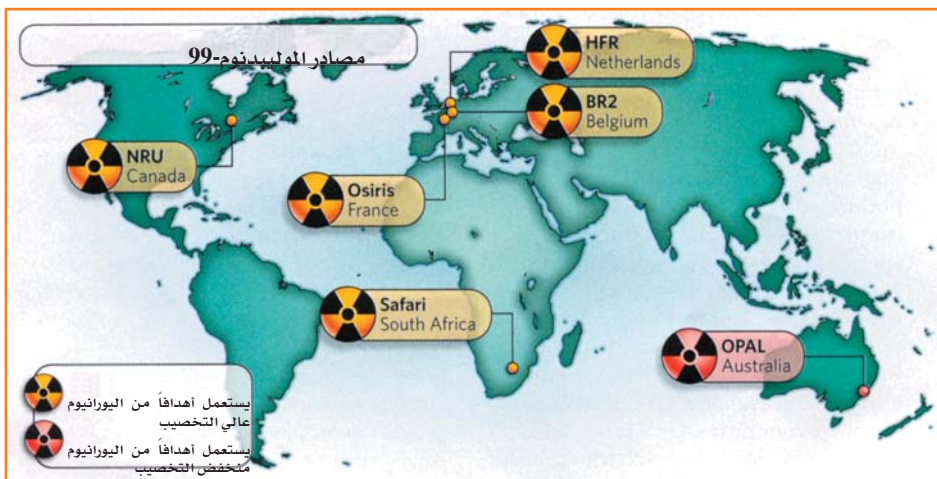 مصادر الموليبدنوم-99
HFR
Netherlands
BR2
Belgium
NRU
Canada
Osiris
France
Safari
South Africa
OPAL
Australia
يستعمل أهدافاً من اليورانيوم
عالي التخصيب
يستعمل أهدافاً من اليورانيوم
منخفض التخصيب